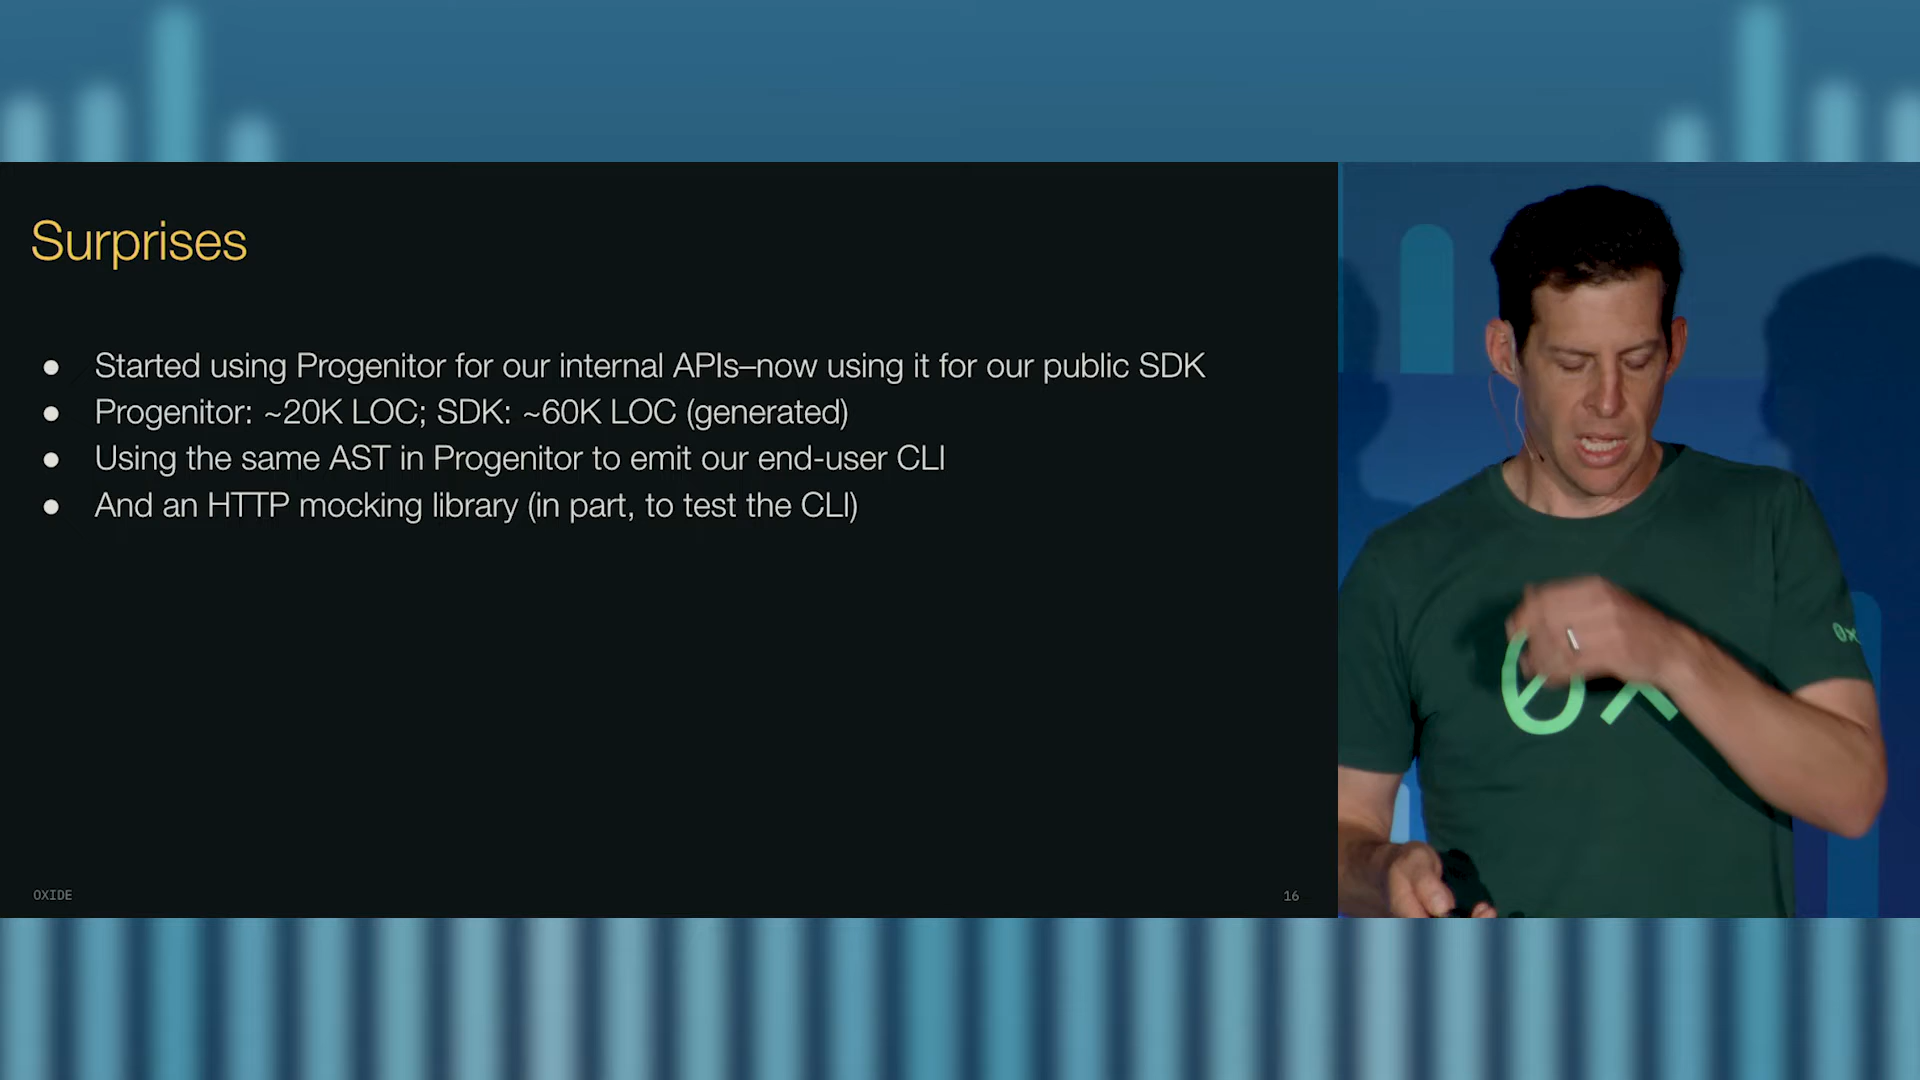 Surprises
● Started using Progenitor for our internal APIs–now using it for our public SDK
● Progenitor: ~20K LOC; SDK: ~60K LOC (generated)
● Using the same AST in Progenitor to emit our end-user CLI
● And an HTTP mocking library (in part, to test the CLI)
OXIDE
16
0X
0X